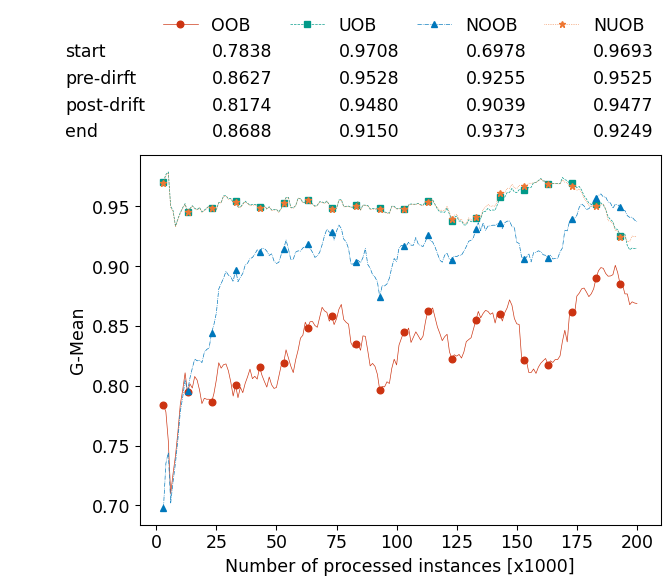 OOB UOB NOOB NUOB
start 0.7838 0.9708 0.6978 0.9693
pre-dirft 0.8627 0.9528 0.9255 0.9525
post-drift 0.8174 0.9480 0.9039 0.9477
end 0.8688 0.9150 0.9373 0.9249
0.95
0.90
0.85
0.80
0.75
0.70
G-Mean
0 25 50 75 100 125 150 175 200
Number of processed instances [x1000]